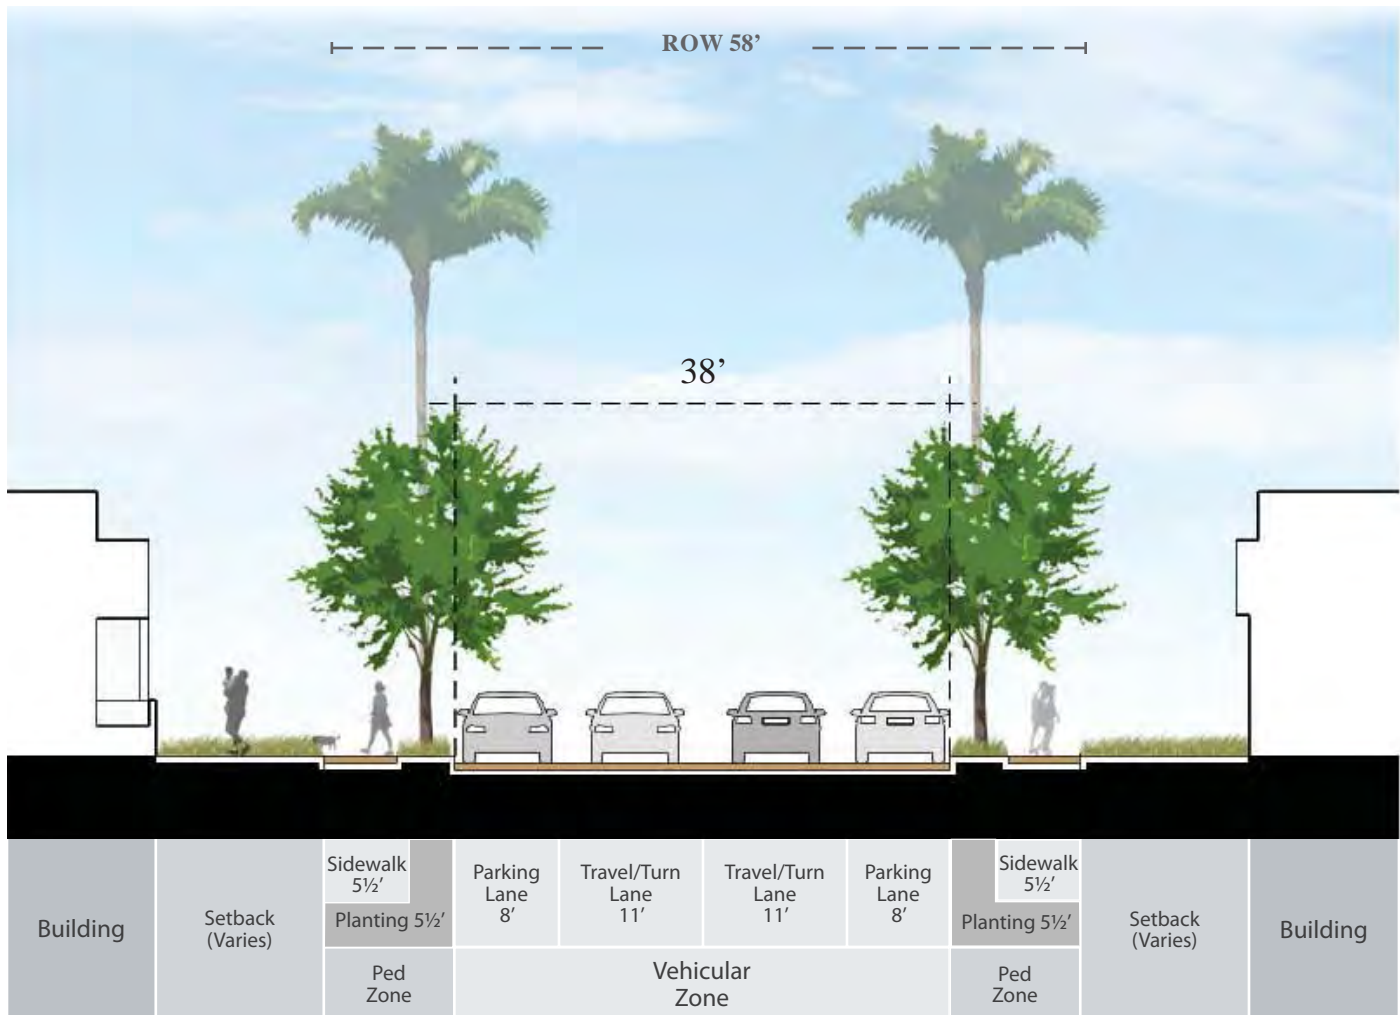 ROW 58’
38’
Building
Setback
(Varies)
Sidewalk
5½’
Planting 5½’
Ped
Zone
Parking
Lane
8’
Travel/Turn
Lane
11’
Travel/Turn
Lane
11’
Parking
Lane
8’
Vehicular
Zone
Sidewalk
5½’
Planting 5½’
Ped
Zone
Setback
(Varies)
Building